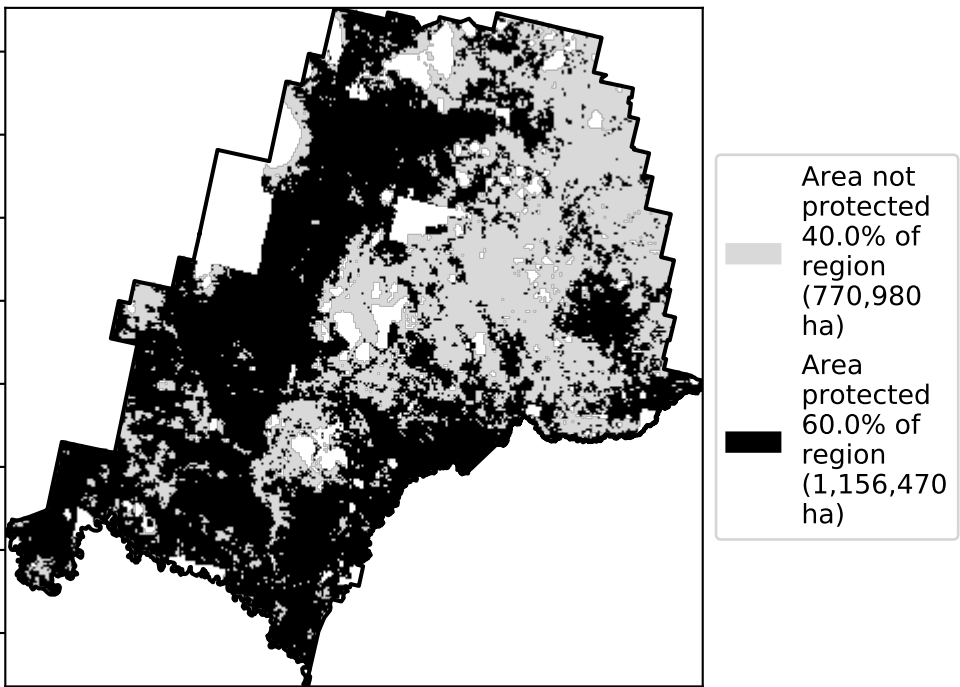 Area not
protected
40.0% of
region
(770,980
ha)
Area
protected
60.0% of
region
(1,156,470
ha)